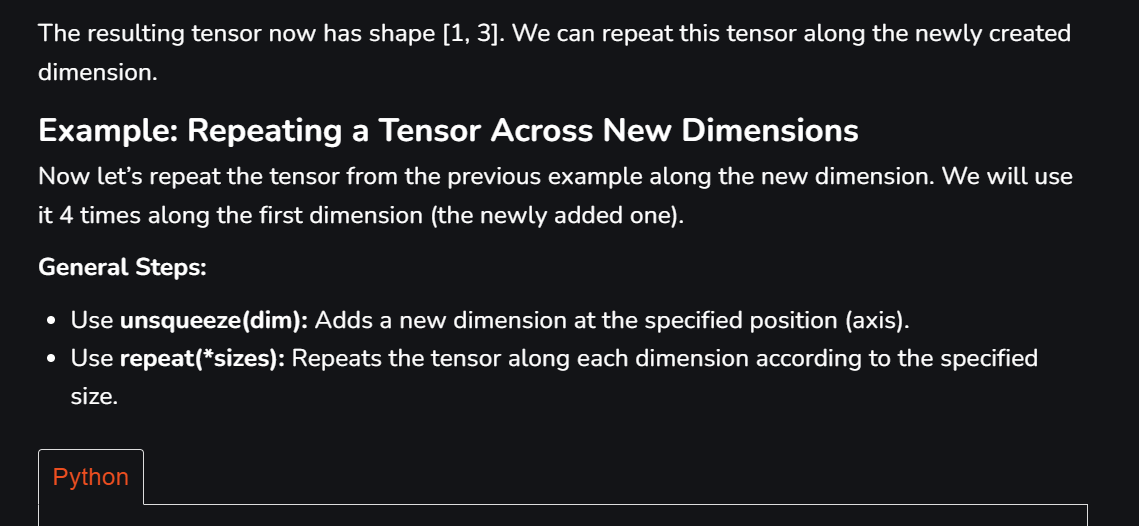 The resulting tensor now has shape [1, 3]. We can repeat this tensor along the newly created
dimension.
Example: Repeating a Tensor Across New Dimensions
Now let’s repeat the tensor from the previous example along the new dimension. We will use
it 4 times along the first dimension (the newly added one).
General Steps:
• Use unsqueeze(dim): Adds a new dimension at the specified position (axis).
• Use repeat(*sizes): Repeats the tensor along each dimension according to the specified
size.
Python